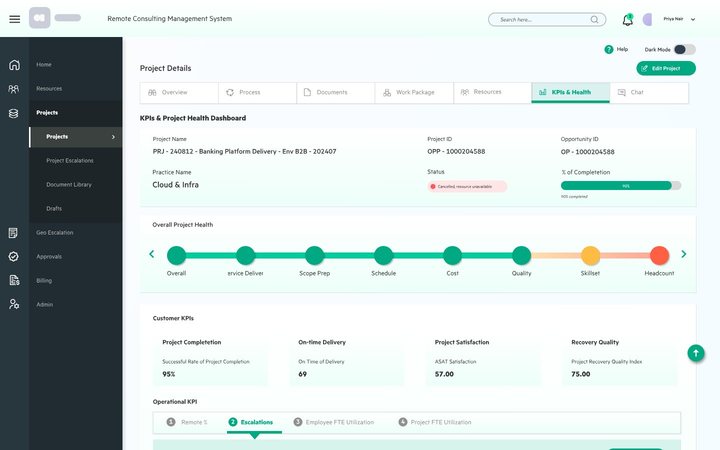 Remote Consulting Management System
Search here...
Priya Nair
Help
Dark Mode
Home
Resources
Projects
Projects
Project Escalations
Document Library
Drafts
Geo Escalation
Approvals
Billing
Admin
Project Details
Edit Project
Overview
Process
Documents
Work Package
Resources
KPIs & Health
Chat
KPIs & Project Health Dashboard
Project Name
PRJ - 240812 - Banking Platform Delivery - Env B2B - 202407
Project ID
OPP - 1000204588
Opportunity ID
OP - 1000204588
Practice Name
Cloud & Infra
Status
Cancelled, resource unavailable
% of Completetion
90%
90% completed
Overall Project Health
Overall
ervice Deliver
Scope Prep
Schedule
Cost
Quality
Skillset
Headcount
Customer KPIs
Project Completetion
Successful Rate of Project Completion
95%
On-time Delivery
On Time of Delivery
69
Project Satisfaction
ASAT Satisfaction
57.00
Recovery Quality
Project Recovery Quality Index
75.00
Operational KPI
1 Remote %
2 Escalations
3 Employee FTE Utilization
4 Project FTE Utilization